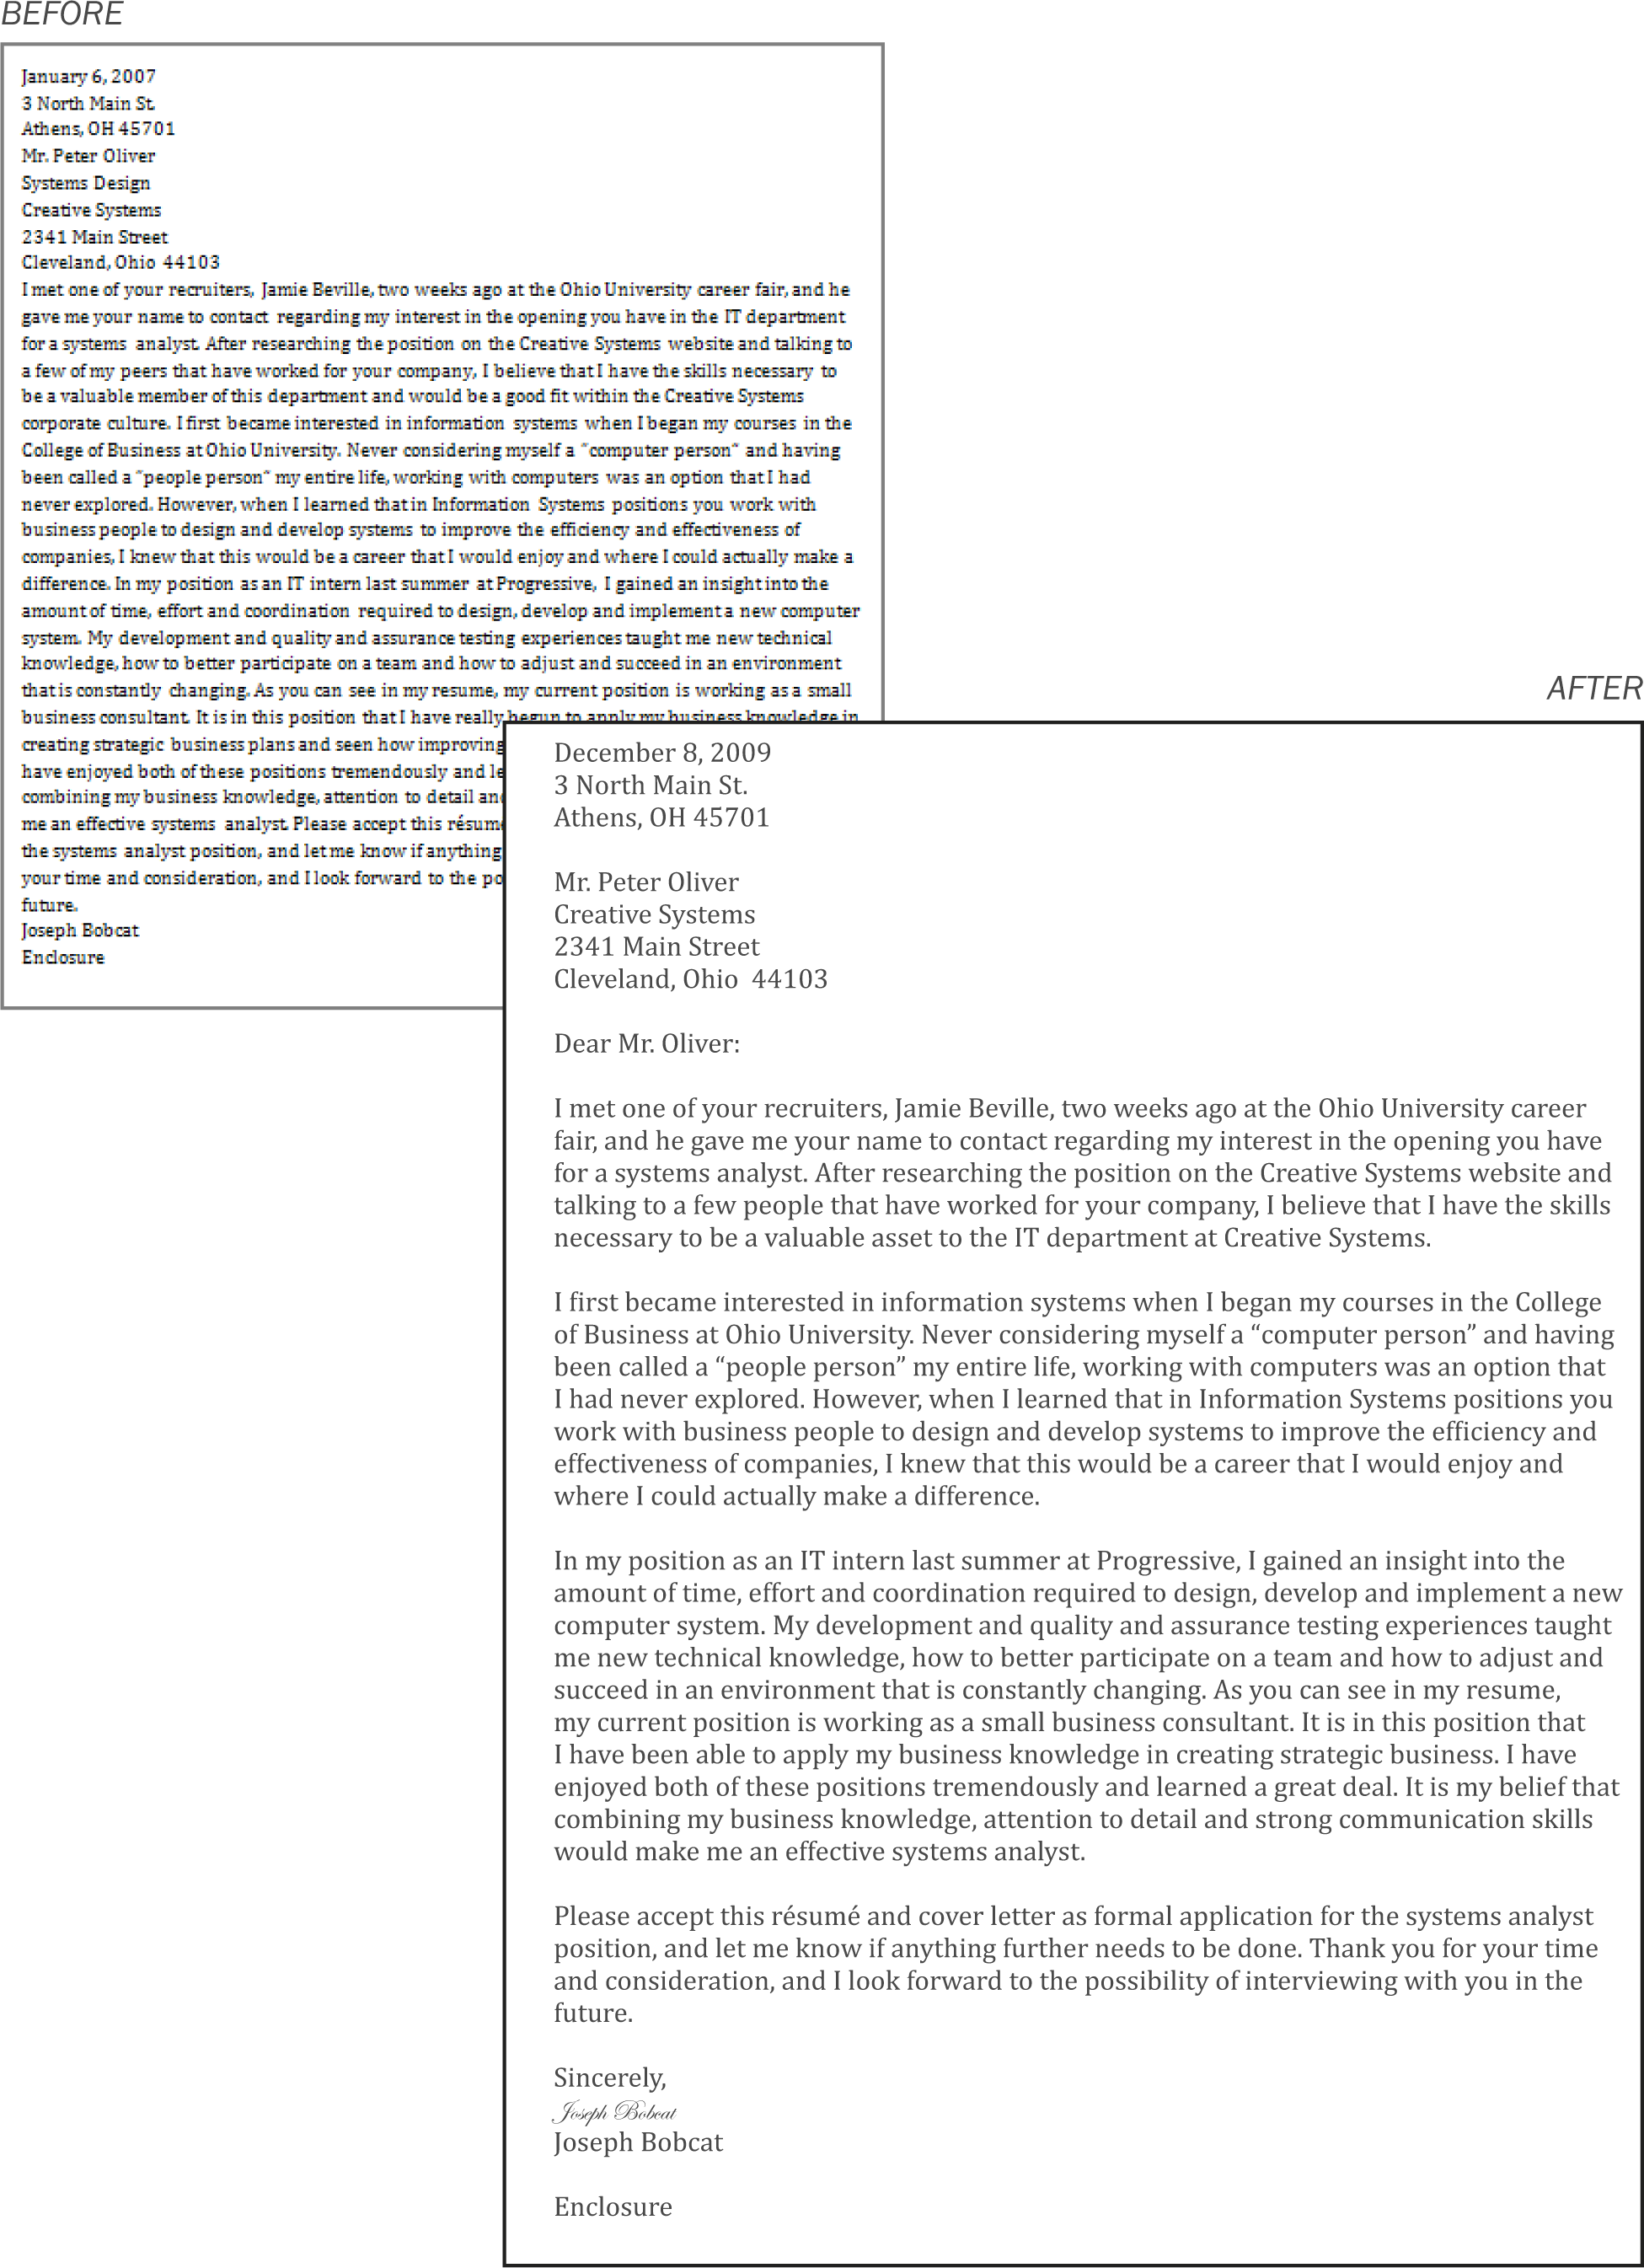 BEFORE
January 6, 2007
3 North Main St.
Athens, OH 45701
Mr. Peter Oliver
Systems Design
Creative Systems
2341 Main Street
Cleveland, Ohio 44103
I met one of your recruiters, Jamie Beville, two weeks ago at the Ohio University career fair, and he
gave me your name to contact regarding my interest in the opening you have in the IT department
for a systems analyst. After researching the position on the Creative Systems website and talking to
a few of my peers that have worked for your company, I believe that I have the skills necessary to
be a valuable member of this department and would be a good fit within the Creative Systems
corporate culture. I first became interested in information systems when I began my courses in the
College of Business at Ohio University. Never considering myself a "computer person" and having
been called a "people person" my entire life, working with computers was an option that I had
never explored. However, when I learned that in Information Systems positions you work with
business people to design and develop systems to improve the efficiency and effectiveness of
companies, I knew that this would be a career that I would enjoy and where I could actually make a
difference. In my position as an IT intern last summer at Progressive, I gained an insight into the
amount of time, effort and coordination required to design, develop and implement a new computer
system. My development and quality and assurance testing experiences taught me new technical
knowledge, how to better participate on a team and how to adjust and succeed in an environment
that is constantly changing. As you can see in my resume, my current position is working as a small
business consultant. It is in this position that I have really begun to apply my business knowledge in
creating strategic business plans and seen how improving
have enjoyed both of these positions tremendously and le
combining my business knowledge, attention to detail and
me an effective systems analyst. Please accept this résumé
the systems analyst position, and let me know if anything
your time and consideration, and I look forward to the po
future.
Joseph Bobcat
Enclosure
AFTER
December 8, 2009
3 North Main St.
Athens, OH 45701
Mr. Peter Oliver
Creative Systems
2341 Main Street
Cleveland, Ohio  44103
Dear Mr. Oliver:
I met one of your recruiters, Jamie Beville, two weeks ago at the Ohio University career
fair, and he gave me your name to contact regarding my interest in the opening you have
for a systems analyst. After researching the position on the Creative Systems website and
talking to a few people that have worked for your company, I believe that I have the skills
necessary to be a valuable asset to the IT department at Creative Systems.
I first became interested in information systems when I began my courses in the College
of Business at Ohio University. Never considering myself a “computer person” and having
been called a “people person” my entire life, working with computers was an option that
I had never explored. However, when I learned that in Information Systems positions you
work with business people to design and develop systems to improve the efficiency and
effectiveness of companies, I knew that this would be a career that I would enjoy and
where I could actually make a difference.
In my position as an IT intern last summer at Progressive, I gained an insight into the
amount of time, effort and coordination required to design, develop and implement a new
computer system. My development and quality and assurance testing experiences taught
me new technical knowledge, how to better participate on a team and how to adjust and
succeed in an environment that is constantly changing. As you can see in my resume,
my current position is working as a small business consultant. It is in this position that
I have been able to apply my business knowledge in creating strategic business. I have
enjoyed both of these positions tremendously and learned a great deal. It is my belief that
combining my business knowledge, attention to detail and strong communication skills
would make me an effective systems analyst.
Please accept this résumé and cover letter as formal application for the systems analyst
position, and let me know if anything further needs to be done. Thank you for your time
and consideration, and I look forward to the possibility of interviewing with you in the
future.
Sincerely,
Joseph Bobcat
Joseph Bobcat
Enclosure